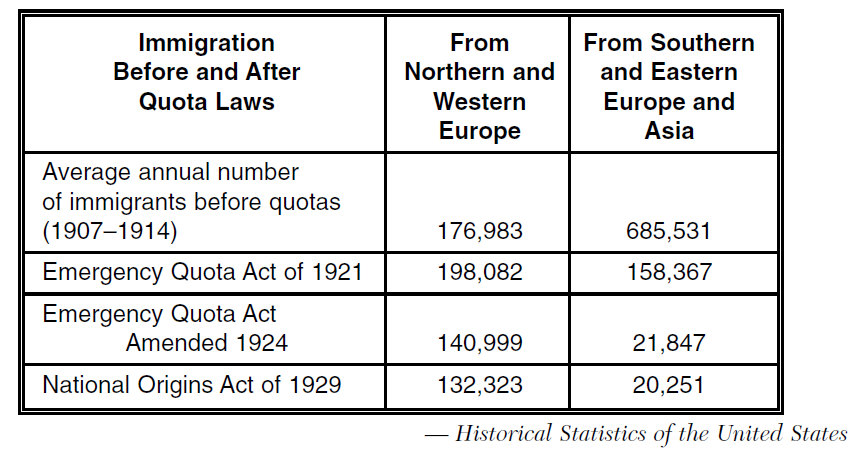 Immigration
Before and After
Quota Laws
From
Northern and
Western
Europe
From Southern
and Eastern
Europe and
Asia
Average annual number
of immigrants before quotas
(1907–1914)
176,983
685,531
Emergency Quota Act of 1921
198,082
158,367
Emergency Quota Act
Amended 1924
140,999
21,847
National Origins Act of 1929
132,323
20,251
— Historical Statistics of the United States